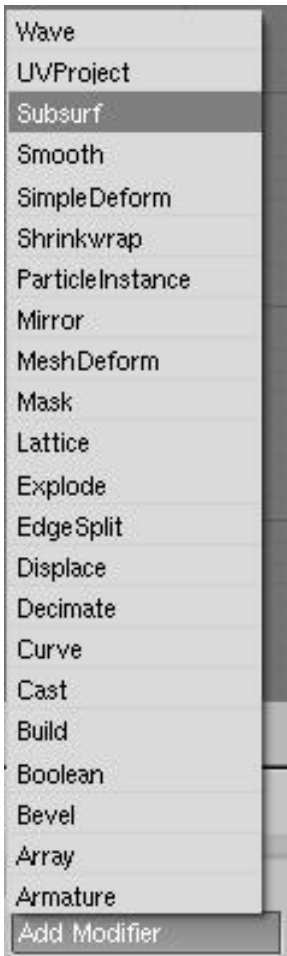 Wave
UVProject
Subsurf
Smooth
SimpleDeform
Shrinkwrap
ParticleInstance
Mirror
MeshDeform
Mask
Lattice
Explode
EdgeSplit
Displace
Decimate
Curve
Cast
Build
Boolean
Bevel
Array
Armature
Add Modifier